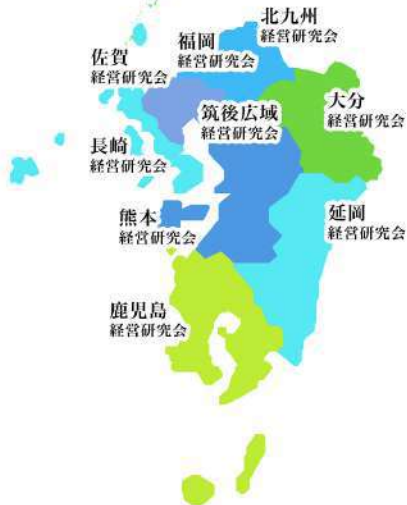 北九州
経営研究会
福岡
経営研究会
佐賀
経営研究会
大分
経営研究会
筑後広域
経営研究会
長崎
経営研究会
延岡
経営研究会
熊本
経営研究会
鹿児島
経営研究会